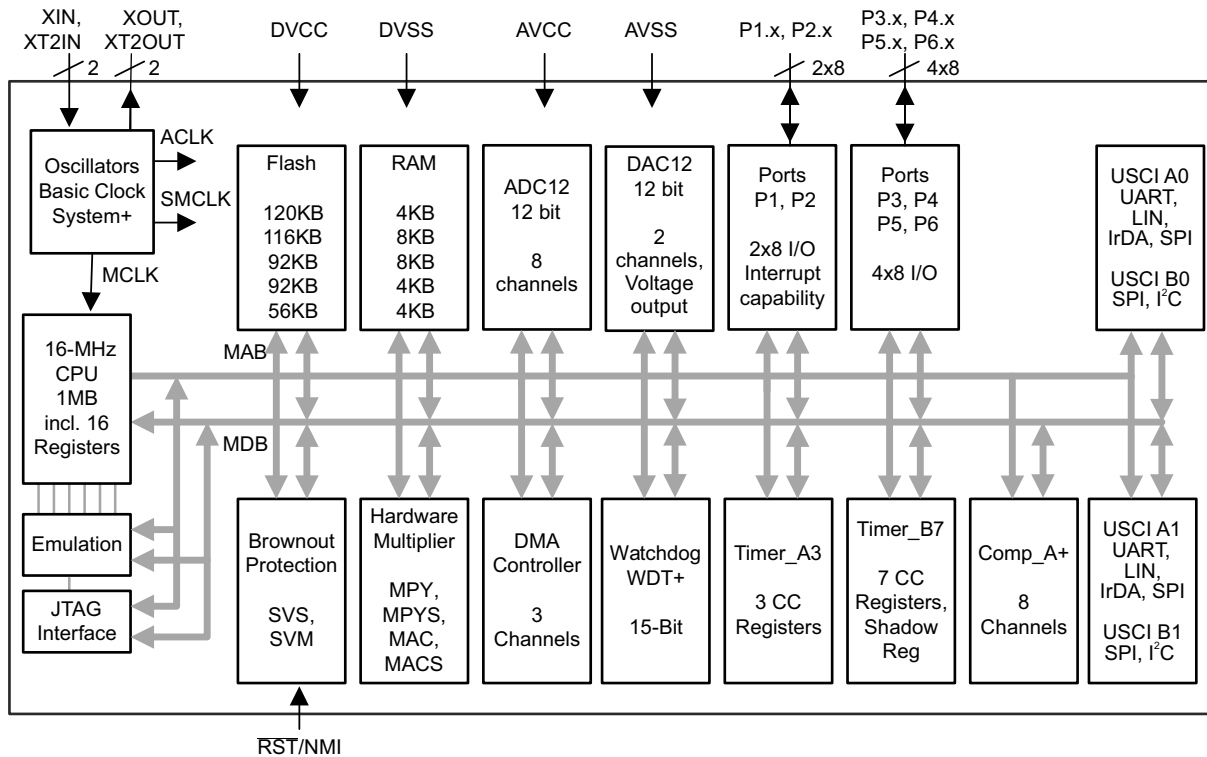 XIN,
XT2IN
XOUT,
XT2OUT
DVCC
DVSS
AVCC
AVSS
P1.x, P2.x
P3.x, P4.x
P5.x, P6.x
2
2
2x8
4x8
Oscillators
Basic Clock
System+
ACLK
SMCLK
MCLK
Flash
120KB
116KB
92KB
92KB
56KB
RAM
4KB
8KB
8KB
4KB
4KB
ADC12
12 bit
8
channels
DAC12
12 bit
2
channels,
Voltage
output
Ports
P1, P2
2x8 I/O
Interrupt
capability
Ports
P3, P4
P5, P6
4x8 I/O
USCI A0
UART,
LIN,
IrDA, SPI
USCI B0
SPI, I²C
16-MHz
CPU
1MB
incl. 16
Registers
MAB
MDB
Emulation
JTAG
Interface
Brownout
Protection
SVS,
SVM
Hardware
Multiplier
MPY,
MPYS,
MAC,
MACS
DMA
Controller
3
Channels
Watchdog
WDT+
15-Bit
Timer_A3
3 CC
Registers
Timer_B7
7 CC
Registers,
Shadow
Reg
Comp_A+
8
Channels
USCI A1
UART,
LIN,
IrDA, SPI
USCI B1
SPI, I²C
RST/NMI